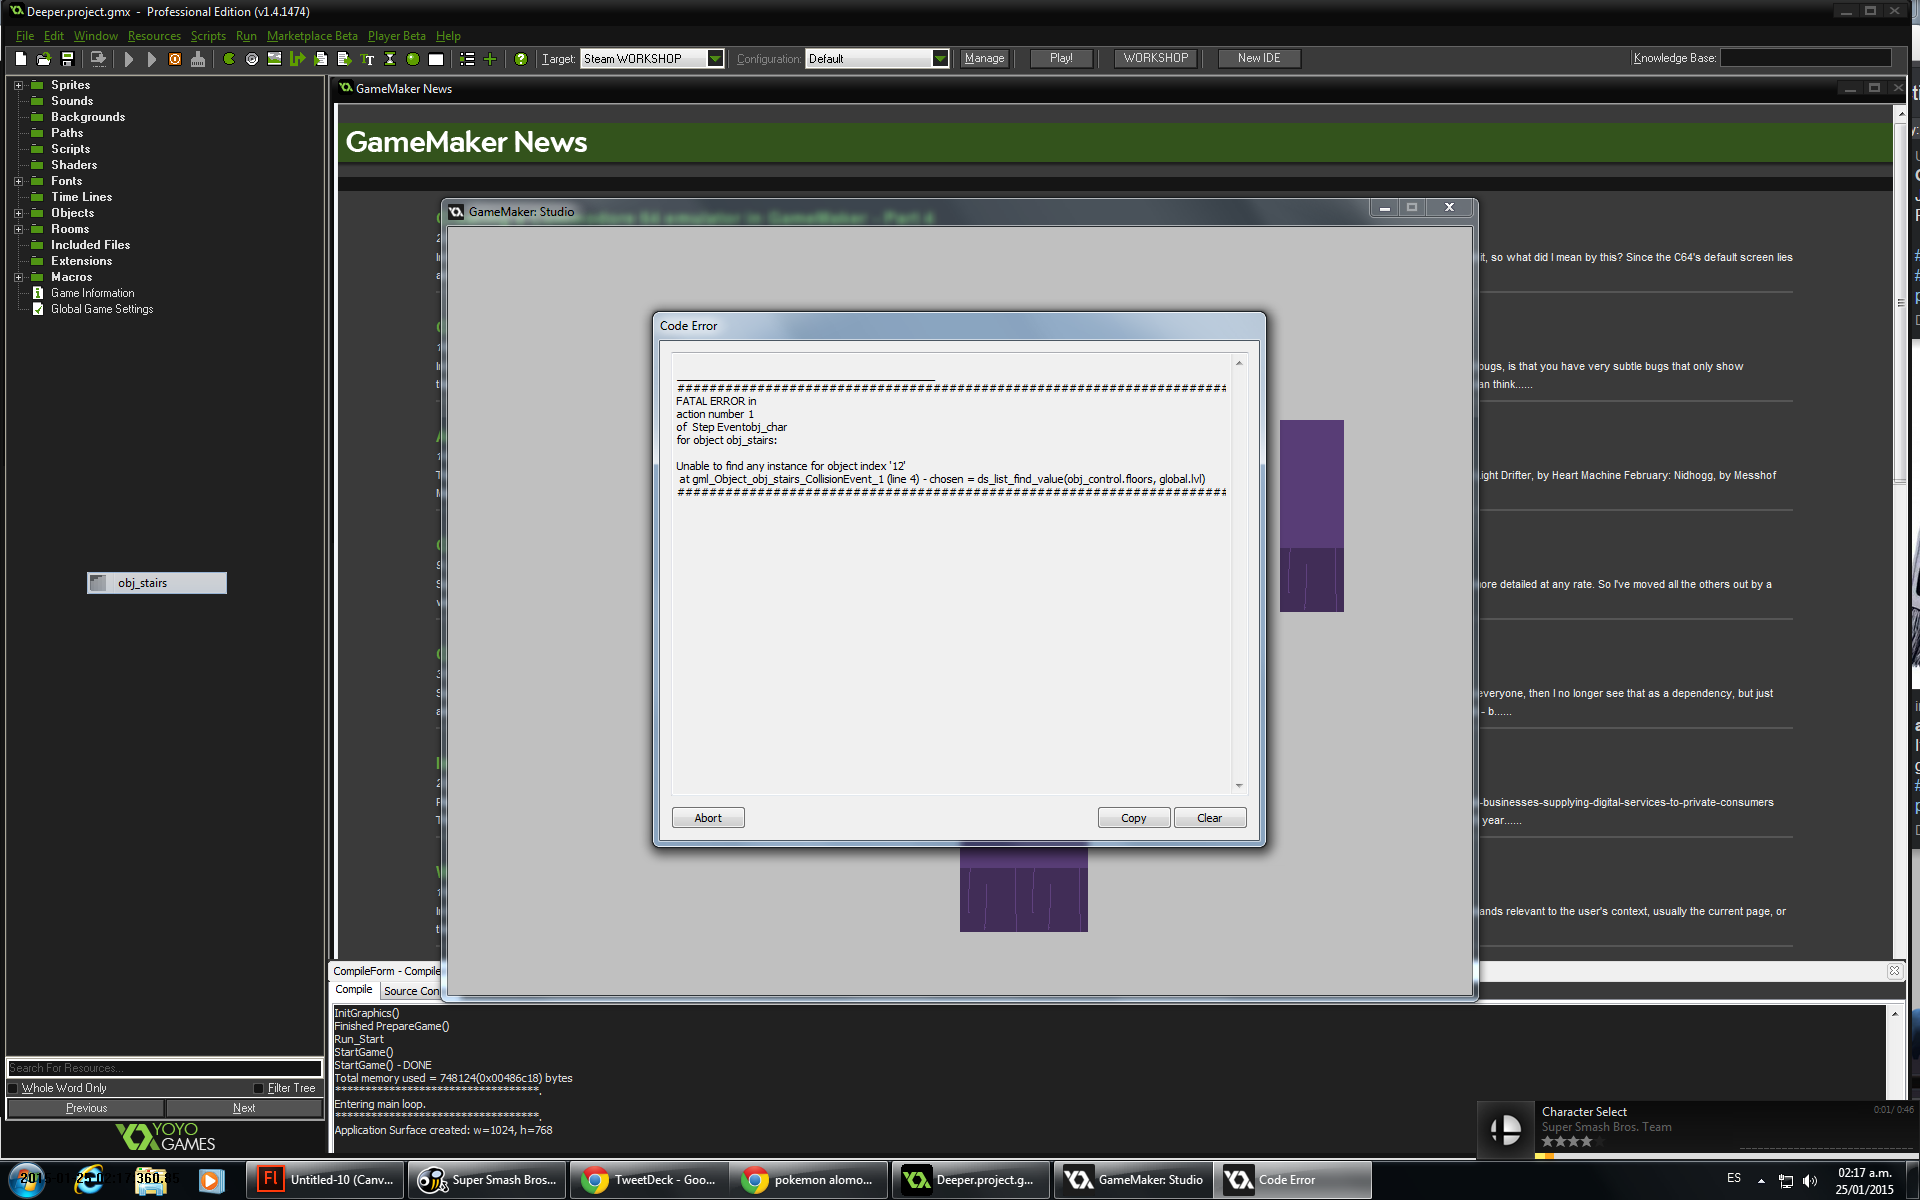 Deeper.project.gmx - Professional Edition (v1.4.1474)
File Edit Window Resources Scripts Run Marketplace Beta Player Beta Help
Target: Steam WORKSHOP Configuration: Default Manage Play! WORKSHOP New IDE Knowledge Base:
Sprites
Sounds
Backgrounds
Paths
Scripts
Shaders
Fonts
Time Lines
Objects
Rooms
Included Files
Extensions
Macros
Game Information
Global Game Settings
obj_stairs
Search For Resources...
Whole Word Only Filter Tree
Previous Next
YOYO
GAMES
GameMaker News
GameMaker News
GameMaker: Studio
it, so what did I mean by this? Since the C64's default screen lies
bugs, is that you have very subtle bugs that only show
an think......
ight Drifter, by Heart Machine February: Nidhogg, by Messhof
ore detailed at any rate. So I've moved all the others out by a
everyone, then I no longer see that as a dependency, but just
- b......
-businesses-supplying-digital-services-to-private-consumers
year......
ands relevant to the user's context, usually the current page, or
Code Error
FATAL ERROR in
action number 1
of Step Eventobj_char
for object obj_stairs:
Unable to find any instance for object index '12'
at gml_Object_obj_stairs_CollisionEvent_1 (line 4) - chosen = ds_list_find_value(obj_control.floors, global.lvl)
Abort Copy Clear
CompileForm - Compile
Compile Source Con
InitGraphics()
Finished PrepareGame()
Run_Start
StartGame()
StartGame() - DONE
Total memory used = 748124(0x00486c18) bytes
Entering main loop.
Application Surface created: w=1024, h=768
Character Select 0:01/ 0:46
Super Smash Bros. Team
Untitled-10 (Canv...
Super Smash Bros...
TweetDeck - Goo...
pokemon alomo...
Deeper.project.g...
GameMaker: Studio
Code Error
ES
02:17 a.m.
25/01/2015